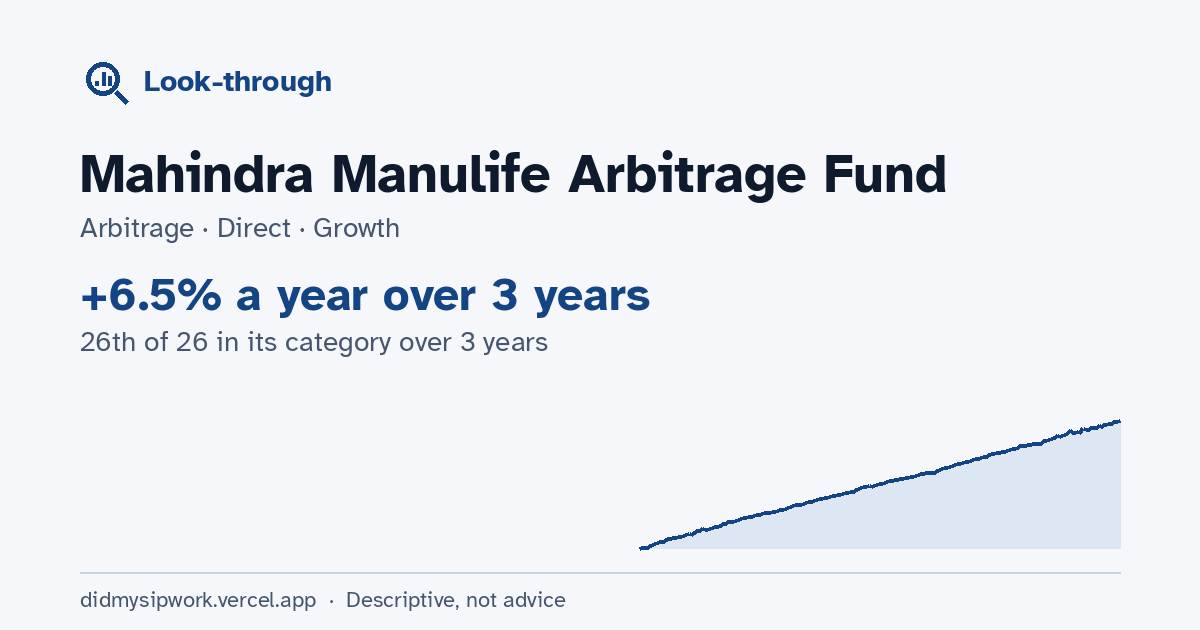 Look-through
Mahindra Manulife Arbitrage Fund
Arbitrage · Direct · Growth
+6.5% a year over 3 years
26th of 26 in its category over 3 years
didmysipwork.vercel.app · Descriptive, not advice